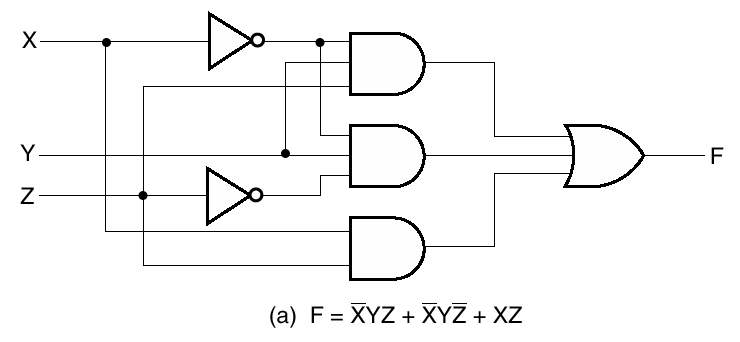 X
Y
Z
F
(a) F = X̅YZ + X̅YZ̅ + XZ